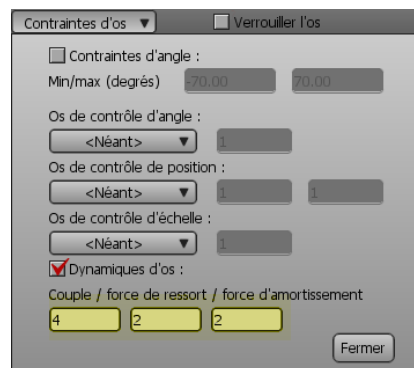 Contraintes d'os ▼ Verrouiller l'os
Contraintes d'angle :
Min/max (degrés) -70.00 70.00
Os de contrôle d'angle :
<Néant> ▼ 1
Os de contrôle de position :
<Néant> ▼ 1 1
Os de contrôle d'échelle :
<Néant> ▼ 1
Dynamiques d'os :
Couple / force de ressort / force d'amortissement
4 2 2
Fermer